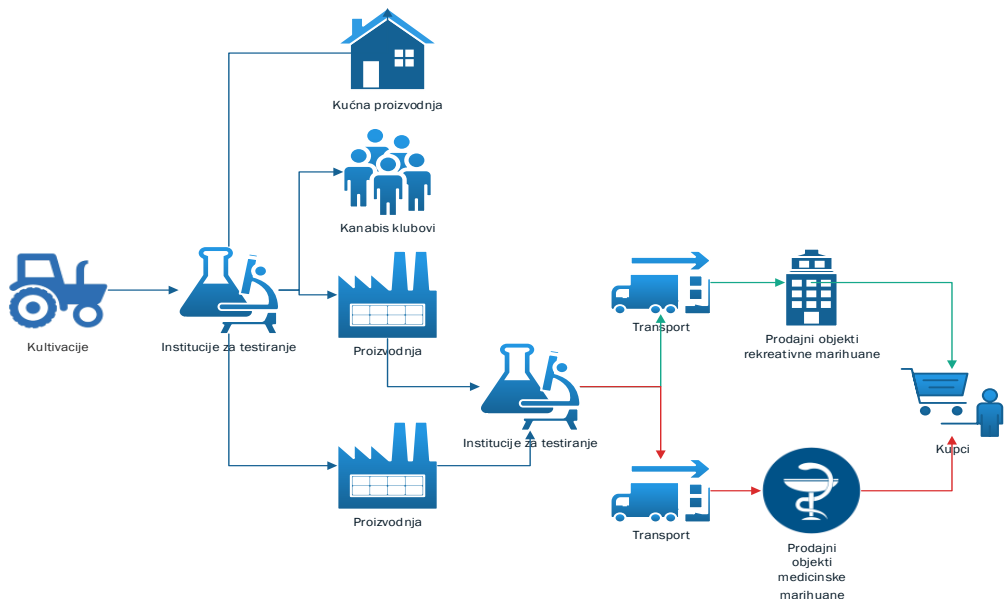 Kućna proizvodnja
Kanabis klubovi
Kultivacije
Institucije za testiranje
Proizvodnja
Transport
Prodajni objekti
rekreativne marihuane
Institucije za testiranje
Kupci
Proizvodnja
Transport
Prodajni
objekti
medicinske
marihuane